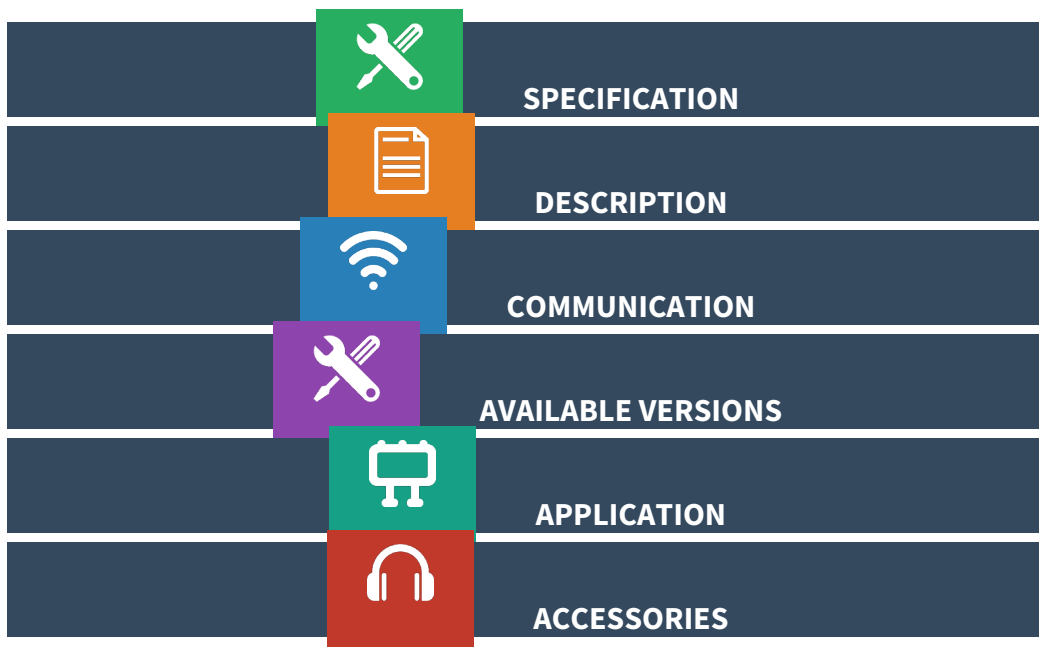 SPECIFICATION
DESCRIPTION
COMMUNICATION
AVAILABLE VERSIONS
APPLICATION
ACCESSORIES